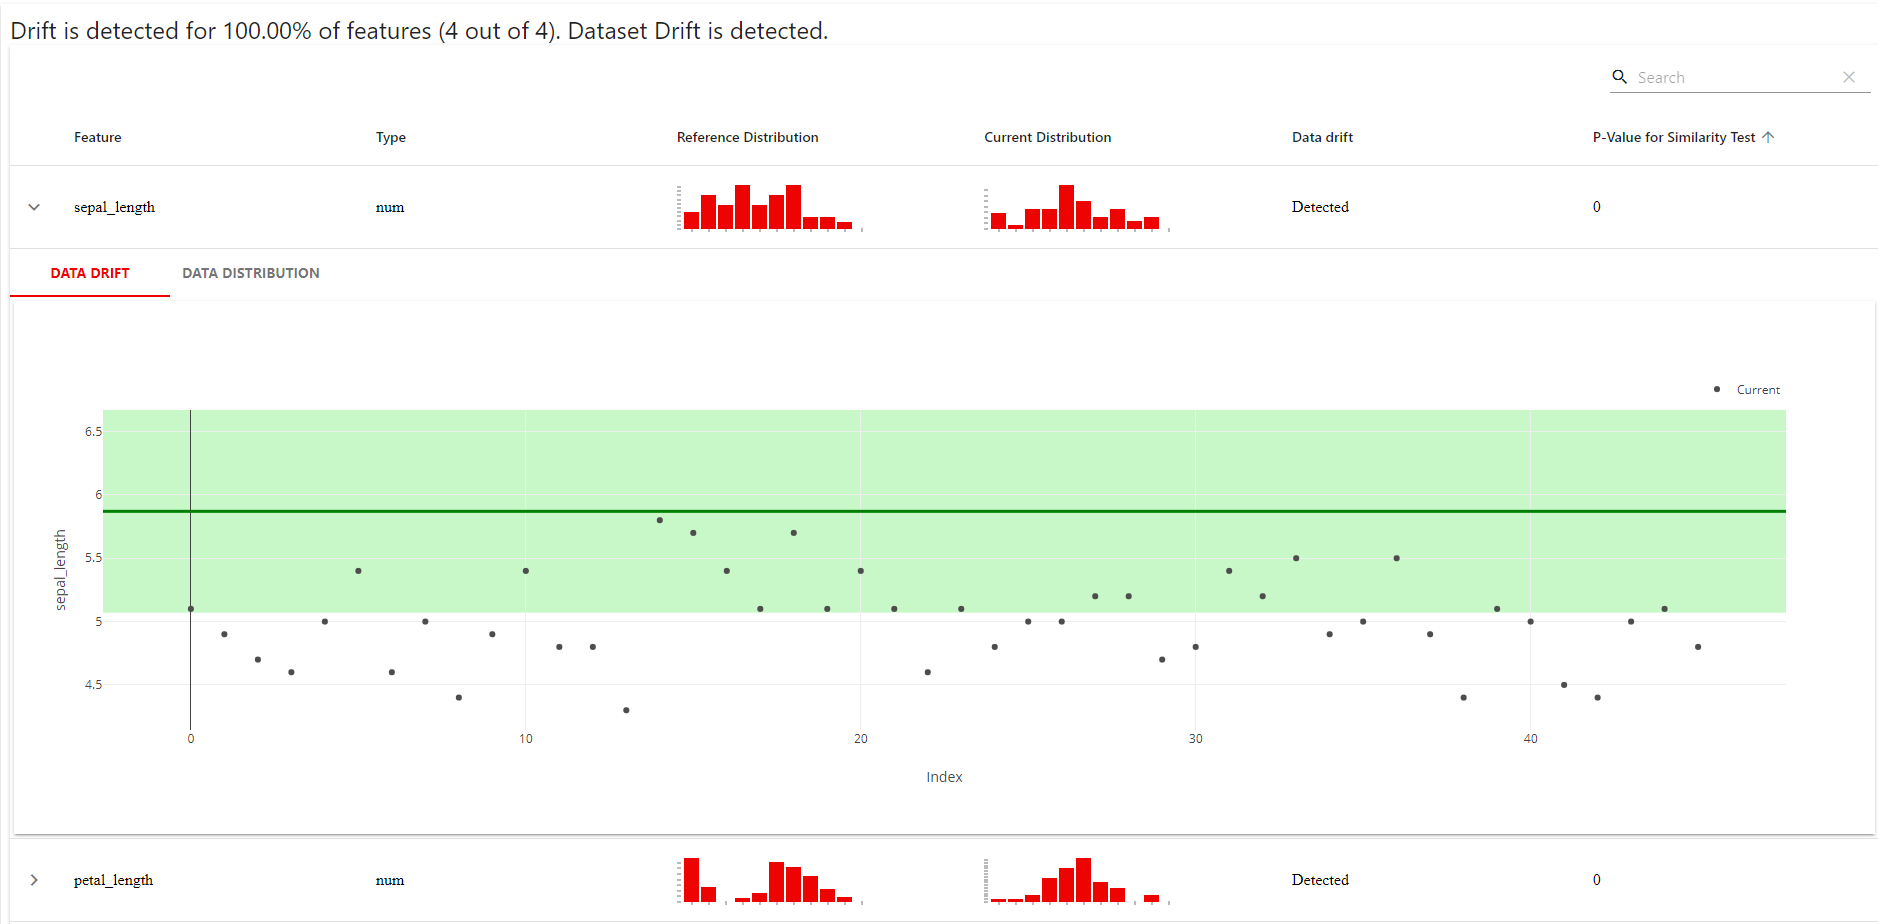 Drift is detected for 100.00% of features (4 out of 4). Dataset Drift is detected.
Search
Feature Type Reference Distribution Current Distribution Data drift P-Value for Similarity Test
sepal_length num Detected 0
DATA DRIFT DATA DISTRIBUTION
Current
6.5
6
5.5
5
4.5
sepal_length
0 10 20 30 40
Index
petal_length num Detected 0